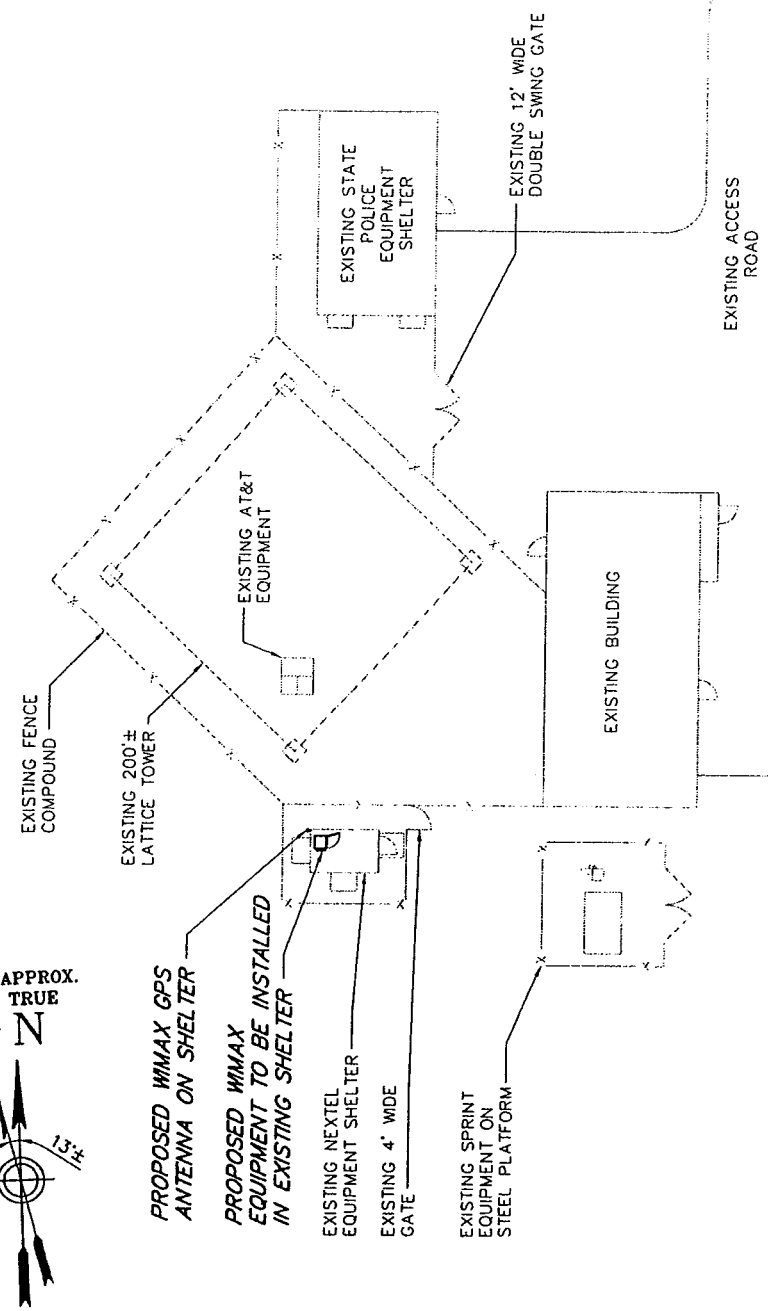 APPROX.
TRUE
N
13'±
EXISTING FENCE
COMPOUND
EXISTING 200'±
LATTICE TOWER
EXISTING AT&T
EQUIPMENT
EXISTING STATE
POLICE
EQUIPMENT
SHELTER
EXISTING 12' WIDE
DOUBLE SWING GATE
PROPOSED WIMAX GPS
ANTENNA ON SHELTER
PROPOSED WIMAX
EQUIPMENT TO BE INSTALLED
IN EXISTING SHELTER
EXISTING NEXTEL
EQUIPMENT SHELTER
EXISTING 4' WIDE
GATE
EXISTING SPRINT
EQUIPMENT ON
STEEL PLATFORM
EXISTING BUILDING
EXISTING ACCESS
ROAD